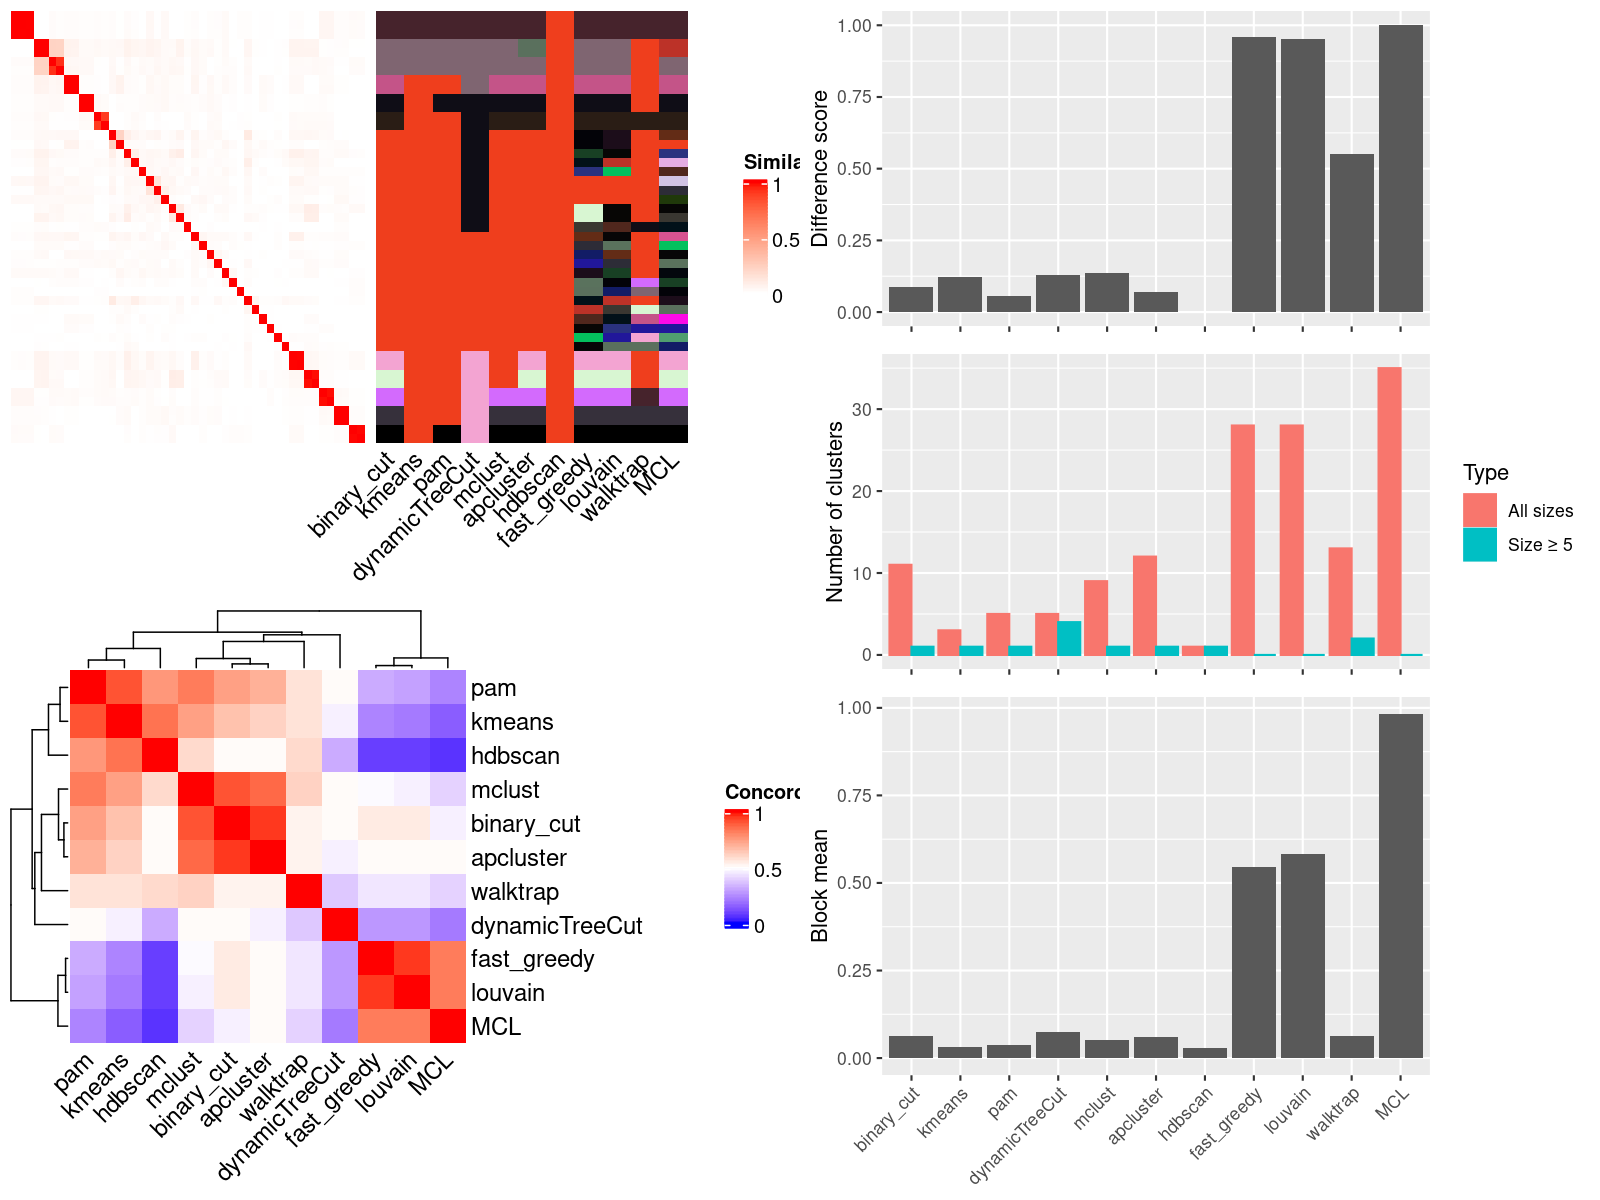 Simila
1
0.5
0
binary_cut
kmeans
pam
dynamicTreeCut
mclust
apcluster
hdbscan
fast_greedy
louvain
walktrap
MCL
pam
kmeans
hdbscan
mclust
binary_cut
apcluster
walktrap
dynamicTreeCut
fast_greedy
louvain
MCL
Concord
1
0.5
0
pam
kmeans
hdbscan
mclust
binary_cut
apcluster
walktrap
dynamicTreeCut
fast_greedy
louvain
MCL
Difference score
1.00
0.75
0.50
0.25
0.00
Number of clusters
30
20
10
0
Type
All sizes
Size ≥ 5
Block mean
1.00
0.75
0.50
0.25
0.00
binary_cut
kmeans
pam
dynamicTreeCut
mclust
apcluster
hdbscan
fast_greedy
louvain
walktrap
MCL